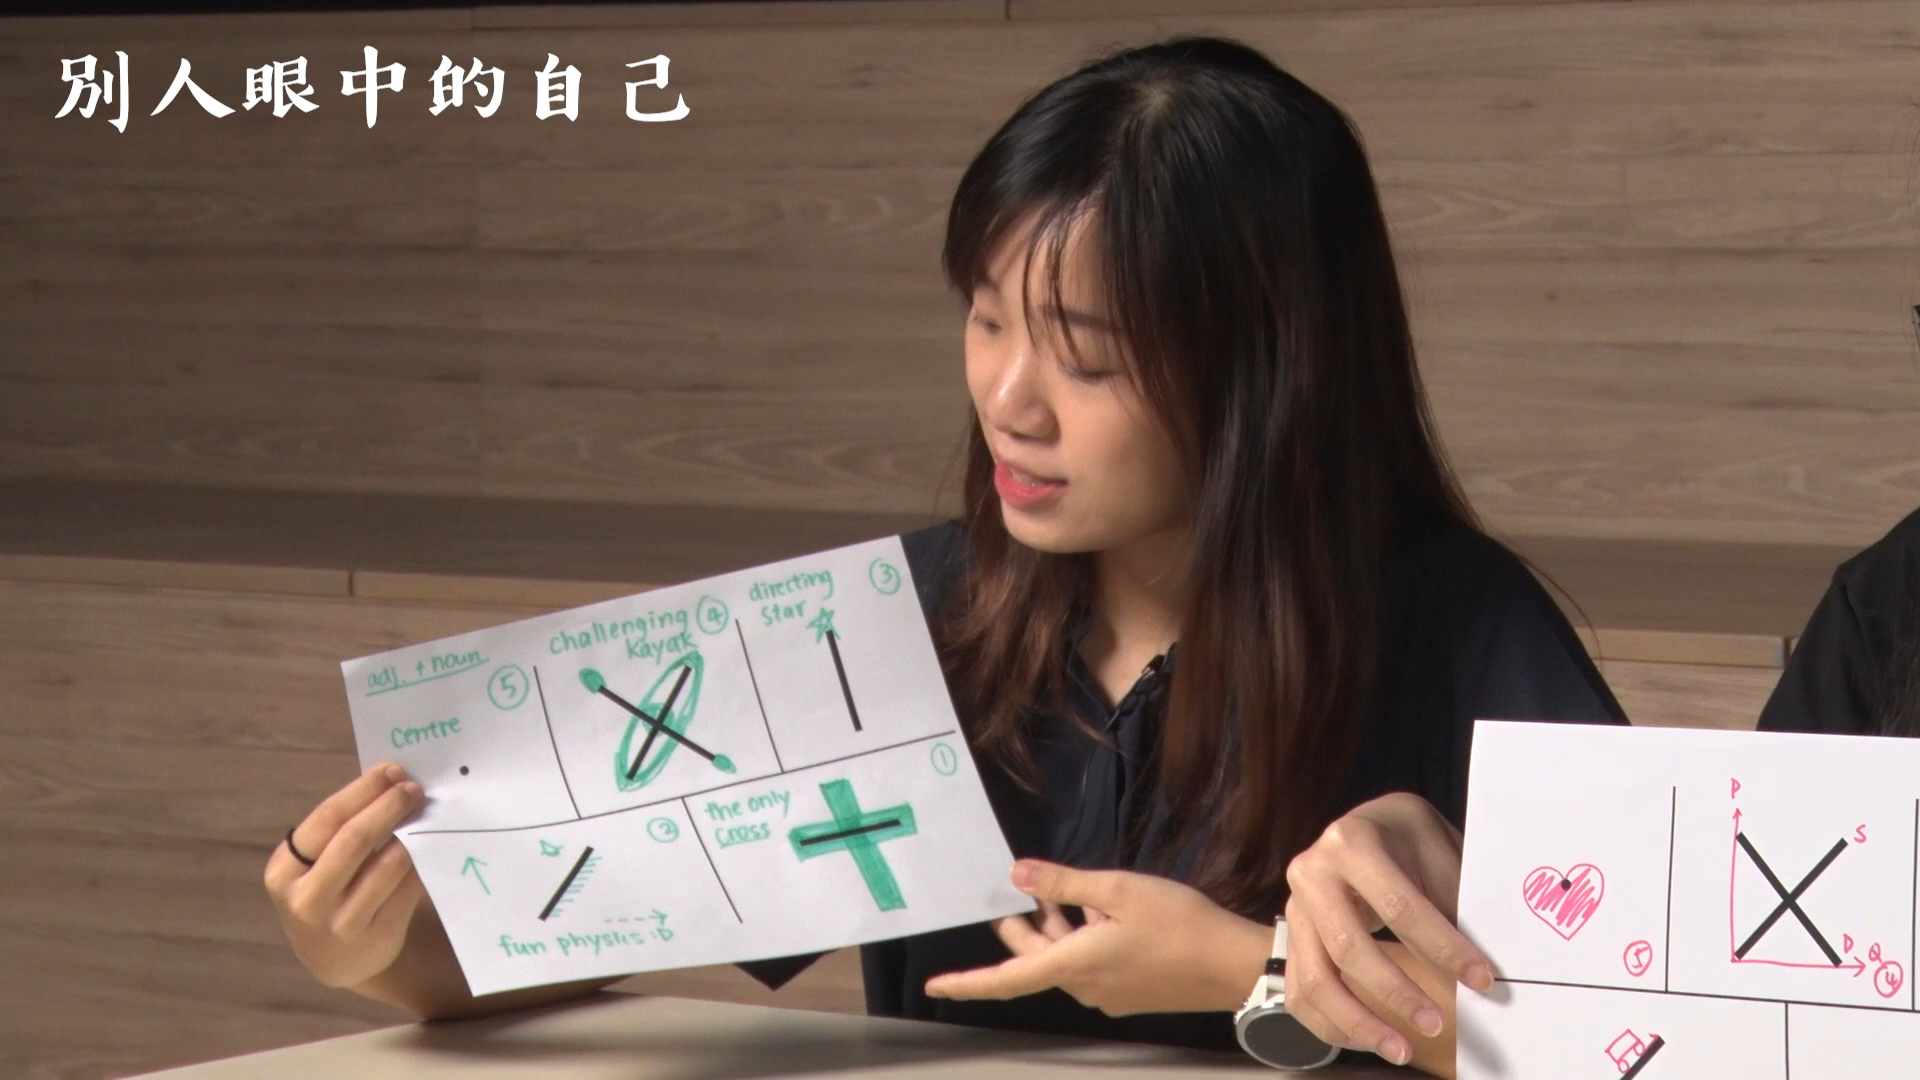 別人眼中的自己
adj. + noun
⑤
centre
challenging
kayak
④
directing
star
③
②
fun physics :D
the only
cross
①
⑤
P
S
D
Q
④